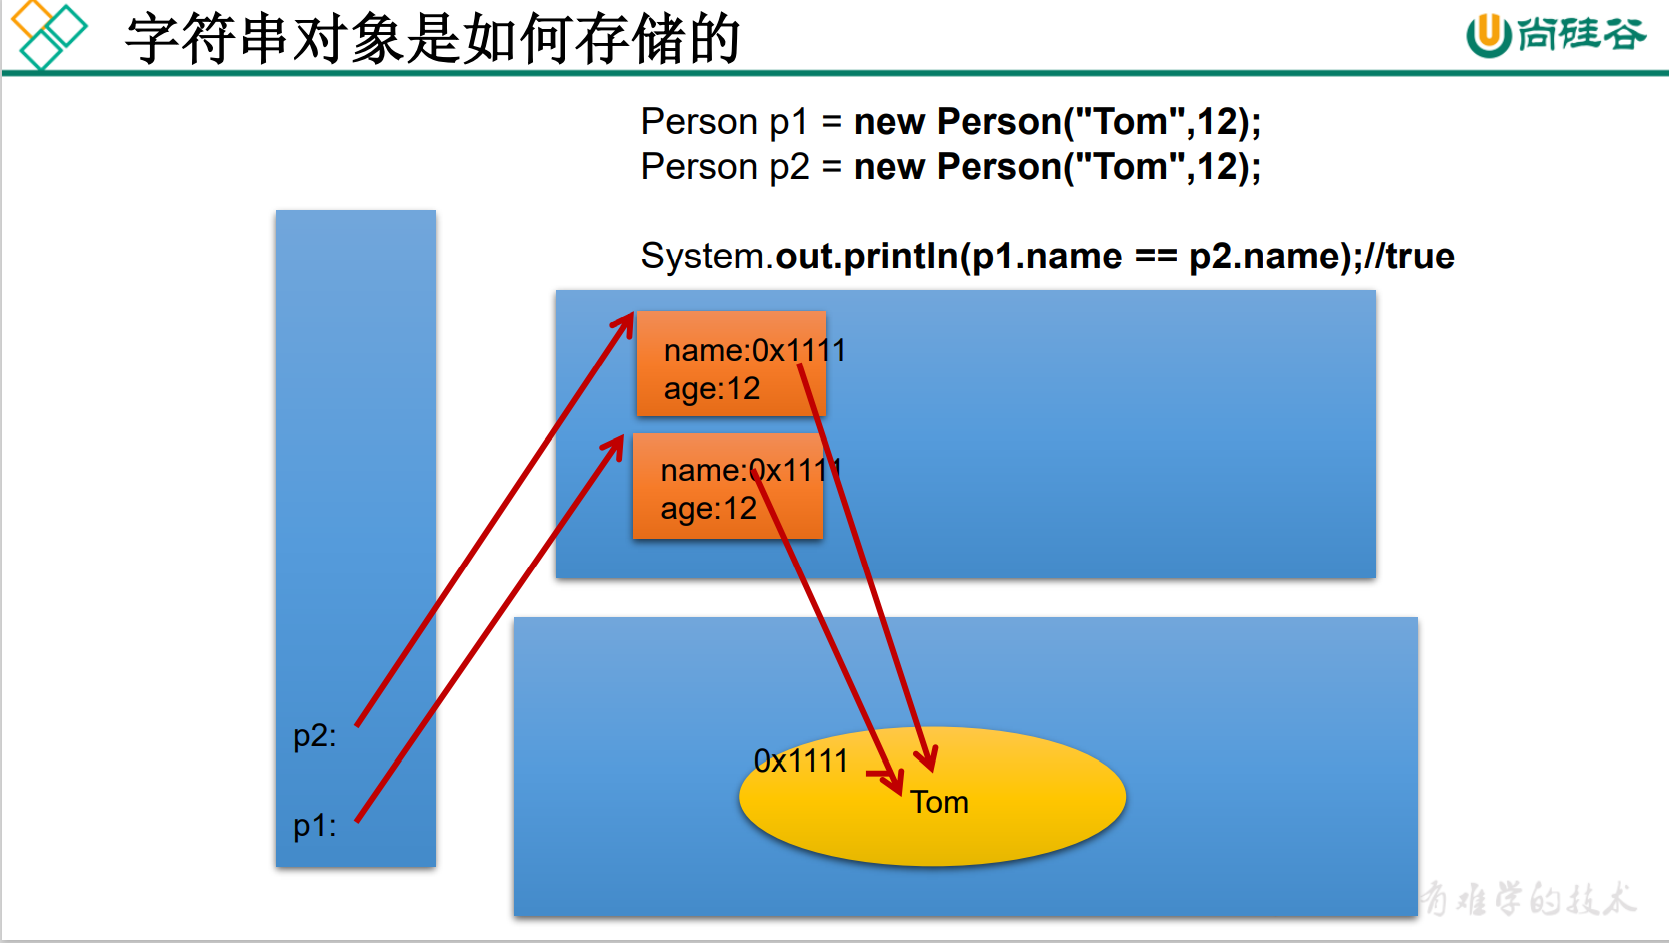 字符串对象是如何存储的
尚硅谷
Person p1 = new Person("Tom",12);
Person p2 = new Person("Tom",12);
System.out.println(p1.name == p2.name);//true
name:0x1111
age:12
name:0x1111
age:12
p2:
p1:
0x1111
Tom
有难学的技术